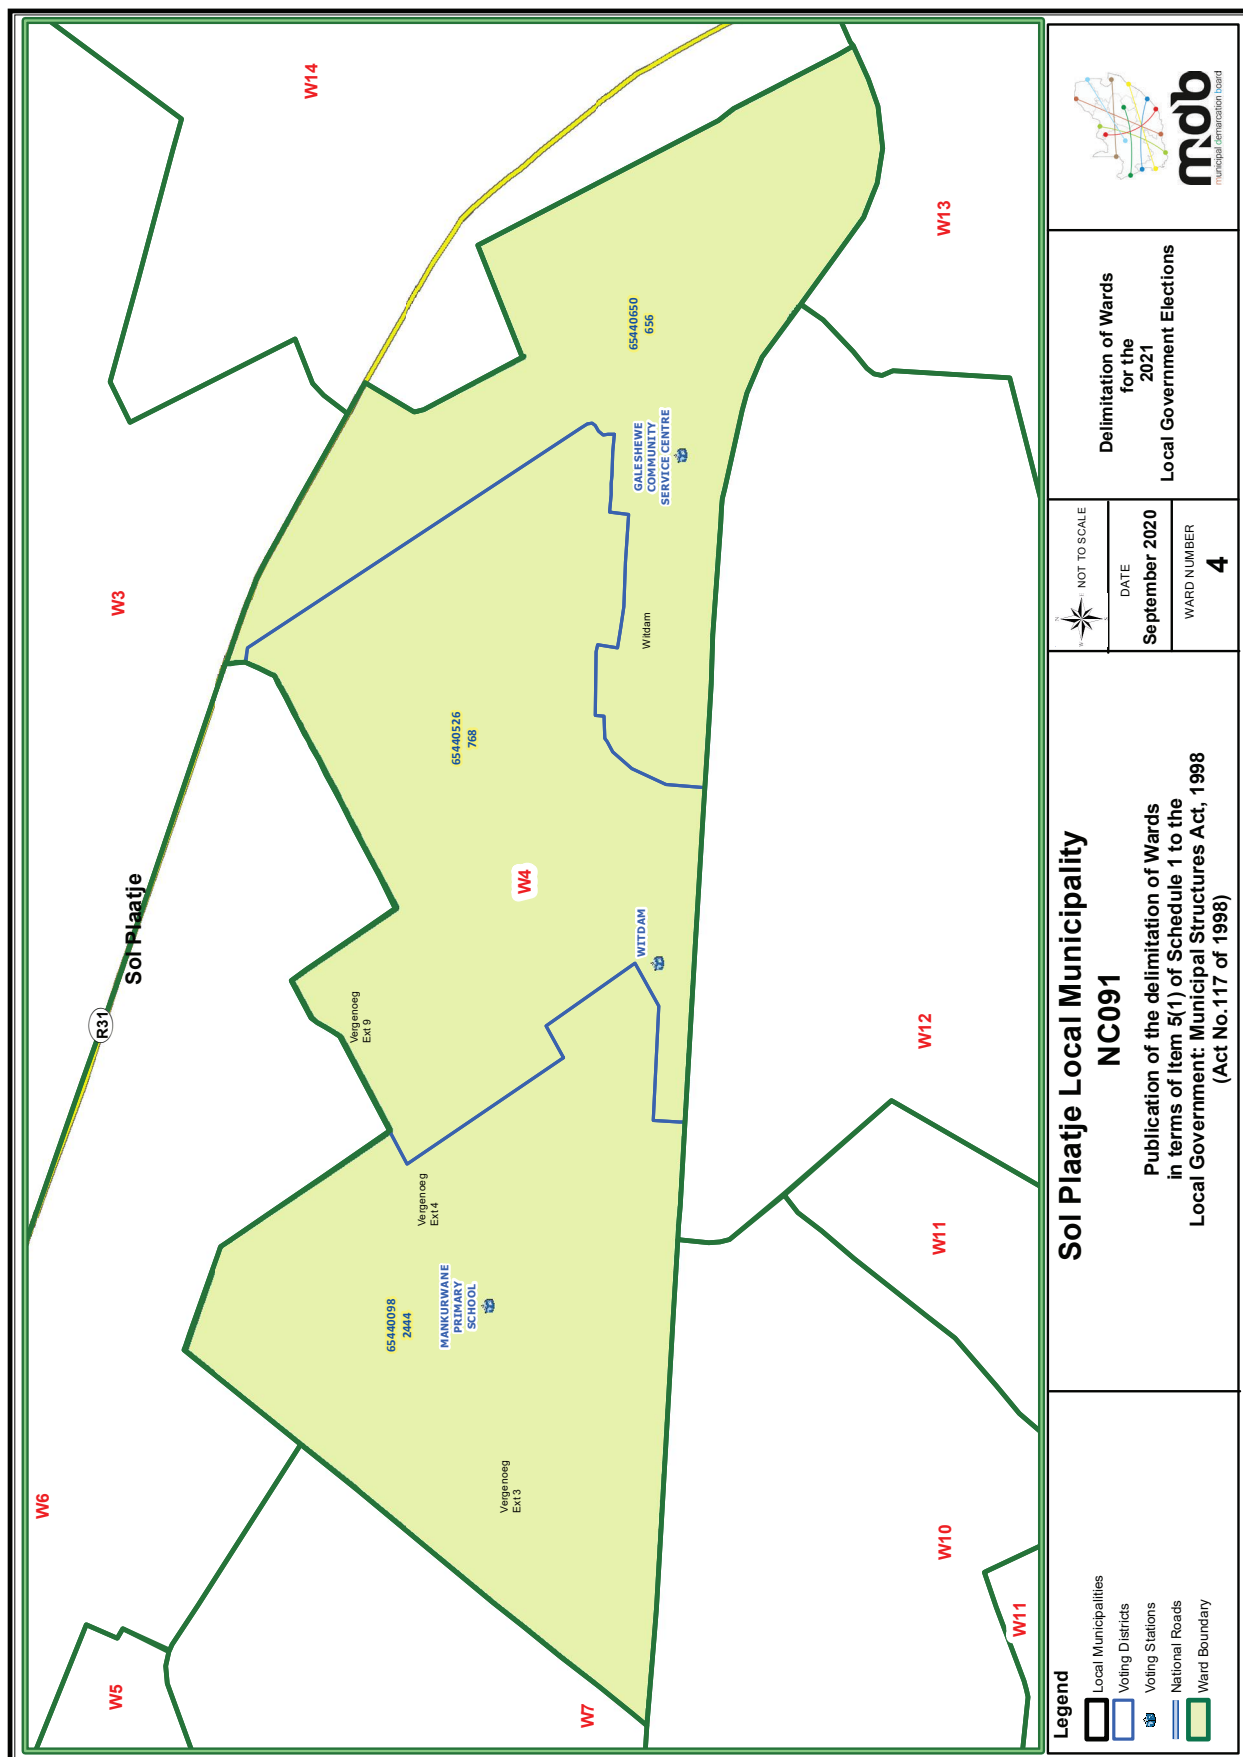 W6
W5
W7
R31
Sol Plaatje
W3
W14
65440098
2444
MANKURWANE
PRIMARY
SCHOOL
Vergenoeg
Ext 3
Vergenoeg
Ext 4
Vergenoeg
Ext 9
W4
WITDAM
65440526
768
Witdam
GALESHEWE
COMMUNITY
SERVICE CENTRE
65440650
656
W13
W12
W11
W10
W11
Legend
Local Municipalities
Voting Districts
Voting Stations
National Roads
Ward Boundary
Sol Plaatje Local Municipality
NC091
Publication of the delimitation of Wards
in terms of Item 5(1) of Schedule 1 to the
Local Government: Municipal Structures Act, 1998
(Act No.117 of 1998)
N
W
E
S
NOT TO SCALE
DATE
September 2020
WARD NUMBER
4
Delimitation of Wards
for the
2021
Local Government Elections
mdb
municipal demarcation board